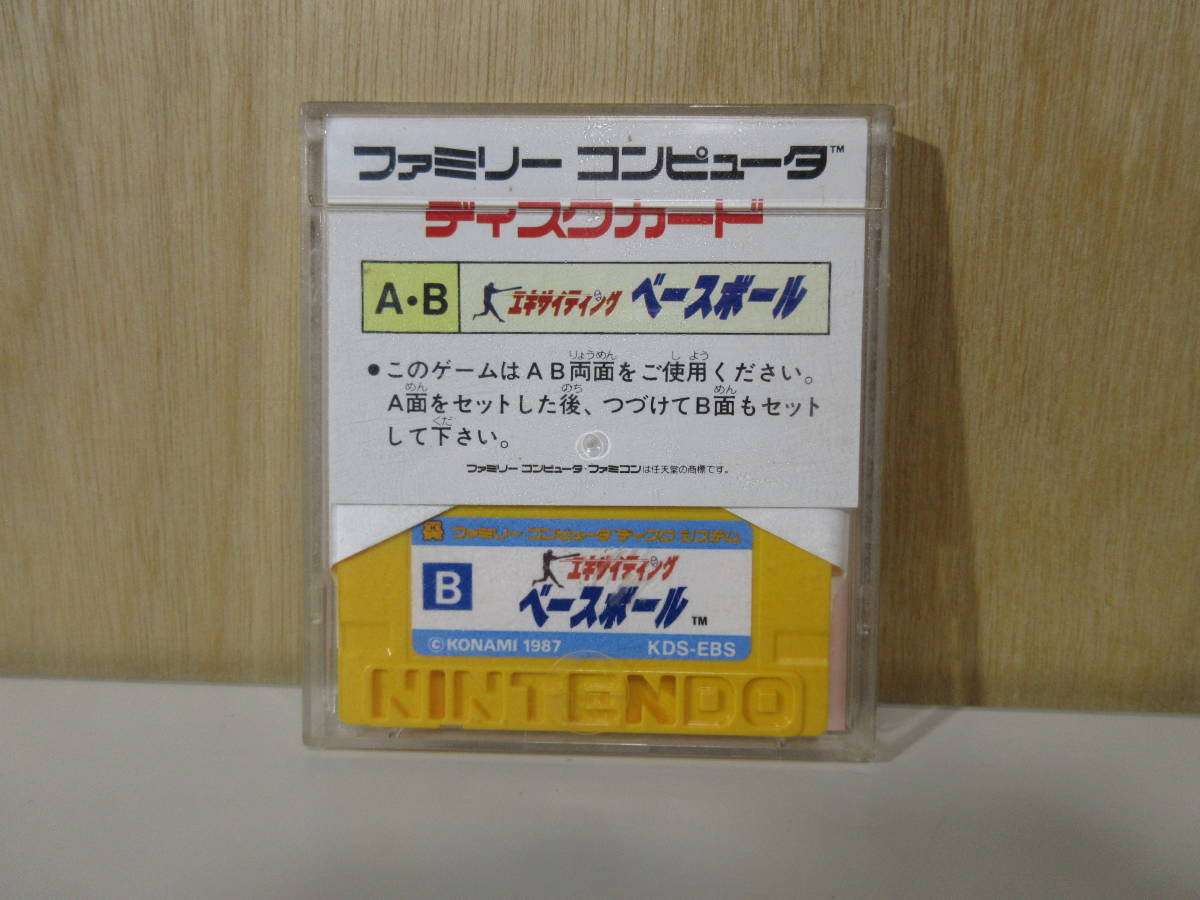 ファミリー コンピュータ™
ディスクカード
A・B エキサイティング ベースボール
●このゲームはAB両面をご使用ください。
A面をセットした後、つづけてB面もセット
して下さい。
ファミリー コンピュータ・ファミコンは任天堂の商標です。
ファミリー コンピュータ ディスク システム
B エキサイティング
ベースボール TM
©KONAMI 1987 KDS-EBS
NINTENDO